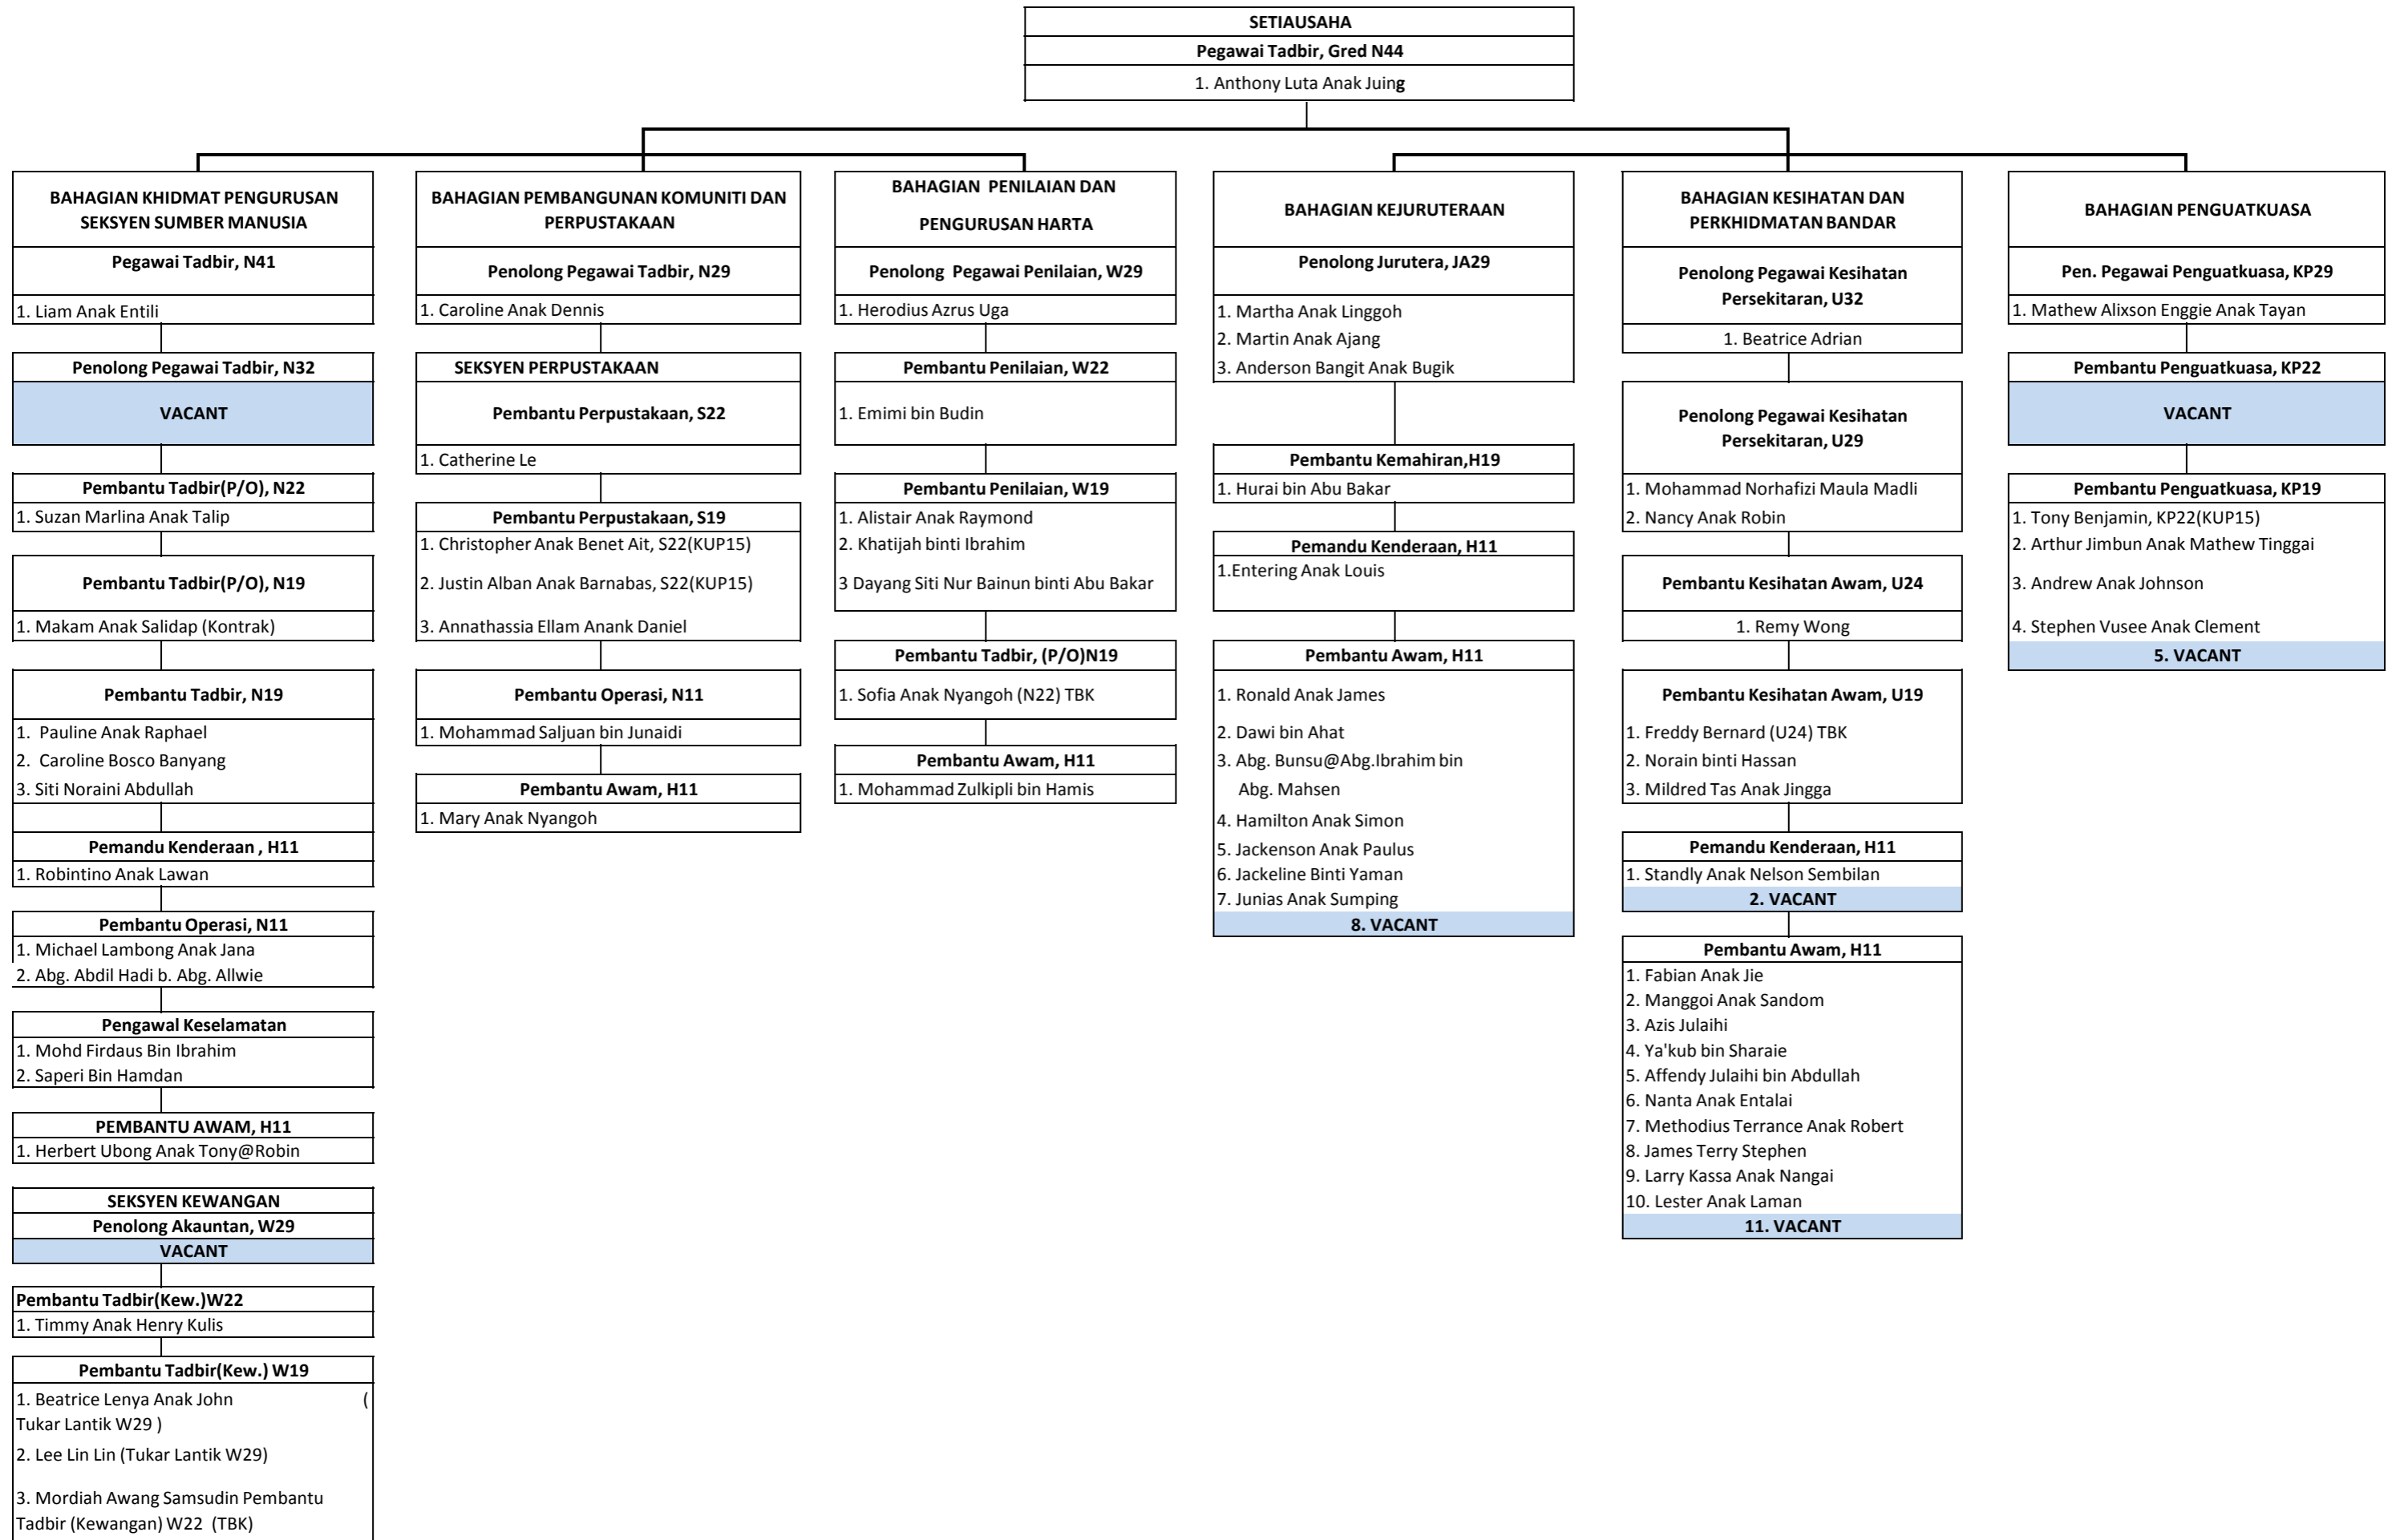 SETIAUSAHA
Pegawai Tadbir, Gred N44
1. Anthony Luta Anak Juing
BAHAGIAN KHIDMAT PENGURUSAN
SEKSYEN SUMBER MANUSIA
Pegawai Tadbir, N41
1. Liam Anak Entili
Penolong Pegawai Tadbir, N32
VACANT
Pembantu Tadbir(P/O), N22
1. Suzan Marlina Anak Talip
Pembantu Tadbir(P/O), N19
1. Makam Anak Salidap (Kontrak)
Pembantu Tadbir, N19
1. Pauline Anak Raphael
2. Caroline Bosco Banyang
3. Siti Noraini Abdullah
Pemandu Kenderaan , H11
1. Robintino Anak Lawan
Pembantu Operasi, N11
1. Michael Lambong Anak Jana
2. Abg. Abdil Hadi b. Abg. Allwie
Pengawal Keselamatan
1. Mohd Firdaus Bin Ibrahim
2. Saperi Bin Hamdan
PEMBANTU AWAM, H11
1. Herbert Ubong Anak Tony@Robin
SEKSYEN KEWANGAN
Penolong Akauntan, W29
VACANT
Pembantu Tadbir(Kew.)W22
1. Timmy Anak Henry Kulis
Pembantu Tadbir(Kew.) W19
1. Beatrice Lenya Anak John (
Tukar Lantik W29 )
2. Lee Lin Lin (Tukar Lantik W29)
3. Mordiah Awang Samsudin Pembantu
Tadbir (Kewangan) W22 (TBK)
BAHAGIAN PEMBANGUNAN KOMUNITI DAN
PERPUSTAKAAN
Penolong Pegawai Tadbir, N29
1. Caroline Anak Dennis
SEKSYEN PERPUSTAKAAN
Pembantu Perpustakaan, S22
1. Catherine Le
Pembantu Perpustakaan, S19
1. Christopher Anak Benet Ait, S22(KUP15)
2. Justin Alban Anak Barnabas, S22(KUP15)
3. Annathassia Ellam Anank Daniel
Pembantu Operasi, N11
1. Mohammad Saljuan bin Junaidi
Pembantu Awam, H11
1. Mary Anak Nyangoh
BAHAGIAN PENILAIAN DAN
PENGURUSAN HARTA
Penolong Pegawai Penilaian, W29
1. Herodius Azrus Uga
Pembantu Penilaian, W22
1. Emimi bin Budin
Pembantu Penilaian, W19
1. Alistair Anak Raymond
2. Khatijah binti Ibrahim
3 Dayang Siti Nur Bainun binti Abu Bakar
Pembantu Tadbir, (P/O)N19
1. Sofia Anak Nyangoh (N22) TBK
Pembantu Awam, H11
1. Mohammad Zulkipli bin Hamis
BAHAGIAN KEJURUTERAAN
Penolong Jurutera, JA29
1. Martha Anak Linggoh
2. Martin Anak Ajang
3. Anderson Bangit Anak Bugik
Pembantu Kemahiran,H19
1. Hurai bin Abu Bakar
Pemandu Kenderaan, H11
1.Entering Anak Louis
Pembantu Awam, H11
1. Ronald Anak James
2. Dawi bin Ahat
3. Abg. Bunsu@Abg.Ibrahim bin
Abg. Mahsen
4. Hamilton Anak Simon
5. Jackenson Anak Paulus
6. Jackeline Binti Yaman
7. Junias Anak Sumping
8. VACANT
BAHAGIAN KESIHATAN DAN
PERKHIDMATAN BANDAR
Penolong Pegawai Kesihatan
Persekitaran, U32
1. Beatrice Adrian
Penolong Pegawai Kesihatan
Persekitaran, U29
1. Mohammad Norhafizi Maula Madli
2. Nancy Anak Robin
Pembantu Kesihatan Awam, U24
1. Remy Wong
Pembantu Kesihatan Awam, U19
1. Freddy Bernard (U24) TBK
2. Norain binti Hassan
3. Mildred Tas Anak Jingga
Pemandu Kenderaan, H11
1. Standly Anak Nelson Sembilan
2. VACANT
Pembantu Awam, H11
1. Fabian Anak Jie
2. Manggoi Anak Sandom
3. Azis Julaihi
4. Ya'kub bin Sharaie
5. Affendy Julaihi bin Abdullah
6. Nanta Anak Entalai
7. Methodius Terrance Anak Robert
8. James Terry Stephen
9. Larry Kassa Anak Nangai
10. Lester Anak Laman
11. VACANT
BAHAGIAN PENGUATKUASA
Pen. Pegawai Penguatkuasa, KP29
1. Mathew Alixson Enggie Anak Tayan
Pembantu Penguatkuasa, KP22
VACANT
Pembantu Penguatkuasa, KP19
1. Tony Benjamin, KP22(KUP15)
2. Arthur Jimbun Anak Mathew Tinggai
3. Andrew Anak Johnson
4. Stephen Vusee Anak Clement
5. VACANT